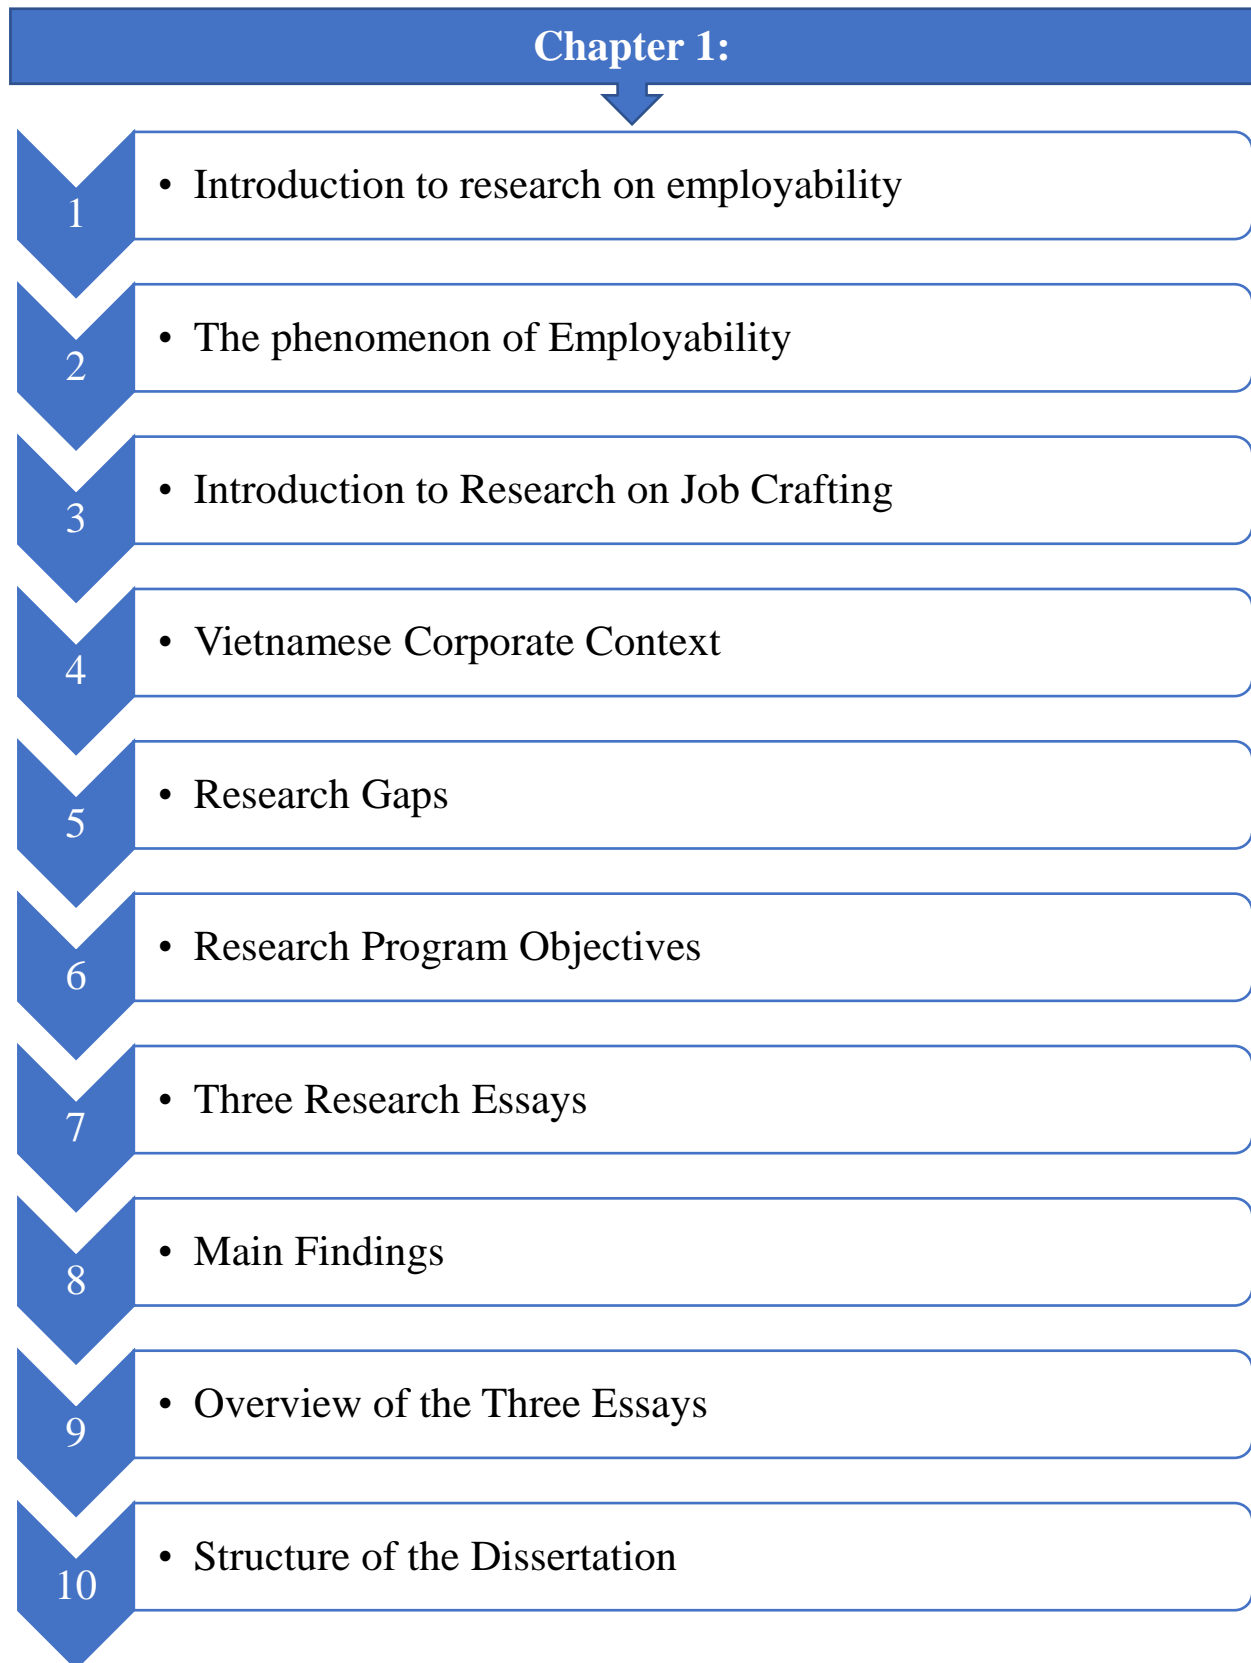 Chapter 1:
1
• Introduction to research on employability
2
• The phenomenon of Employability
3
• Introduction to Research on Job Crafting
4
• Vietnamese Corporate Context
5
• Research Gaps
6
• Research Program Objectives
7
• Three Research Essays
8
• Main Findings
9
• Overview of the Three Essays
10
• Structure of the Dissertation